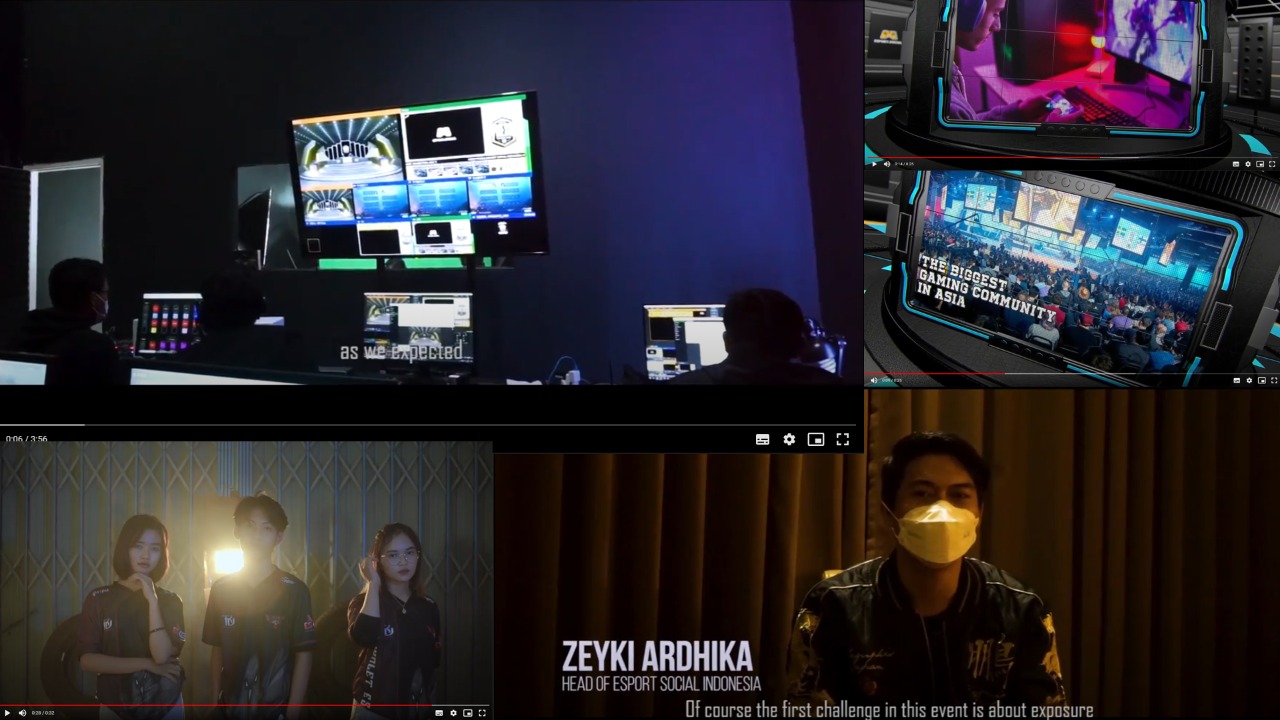 as we expected
0:06 / 3:56
THE BIGGEST
GAMING COMMUNITY
IN ASIA
ZEYKI ARDHIKA
HEAD OF ESPORT SOCIAL INDONESIA
Of course the first challenge in this event is about exposure